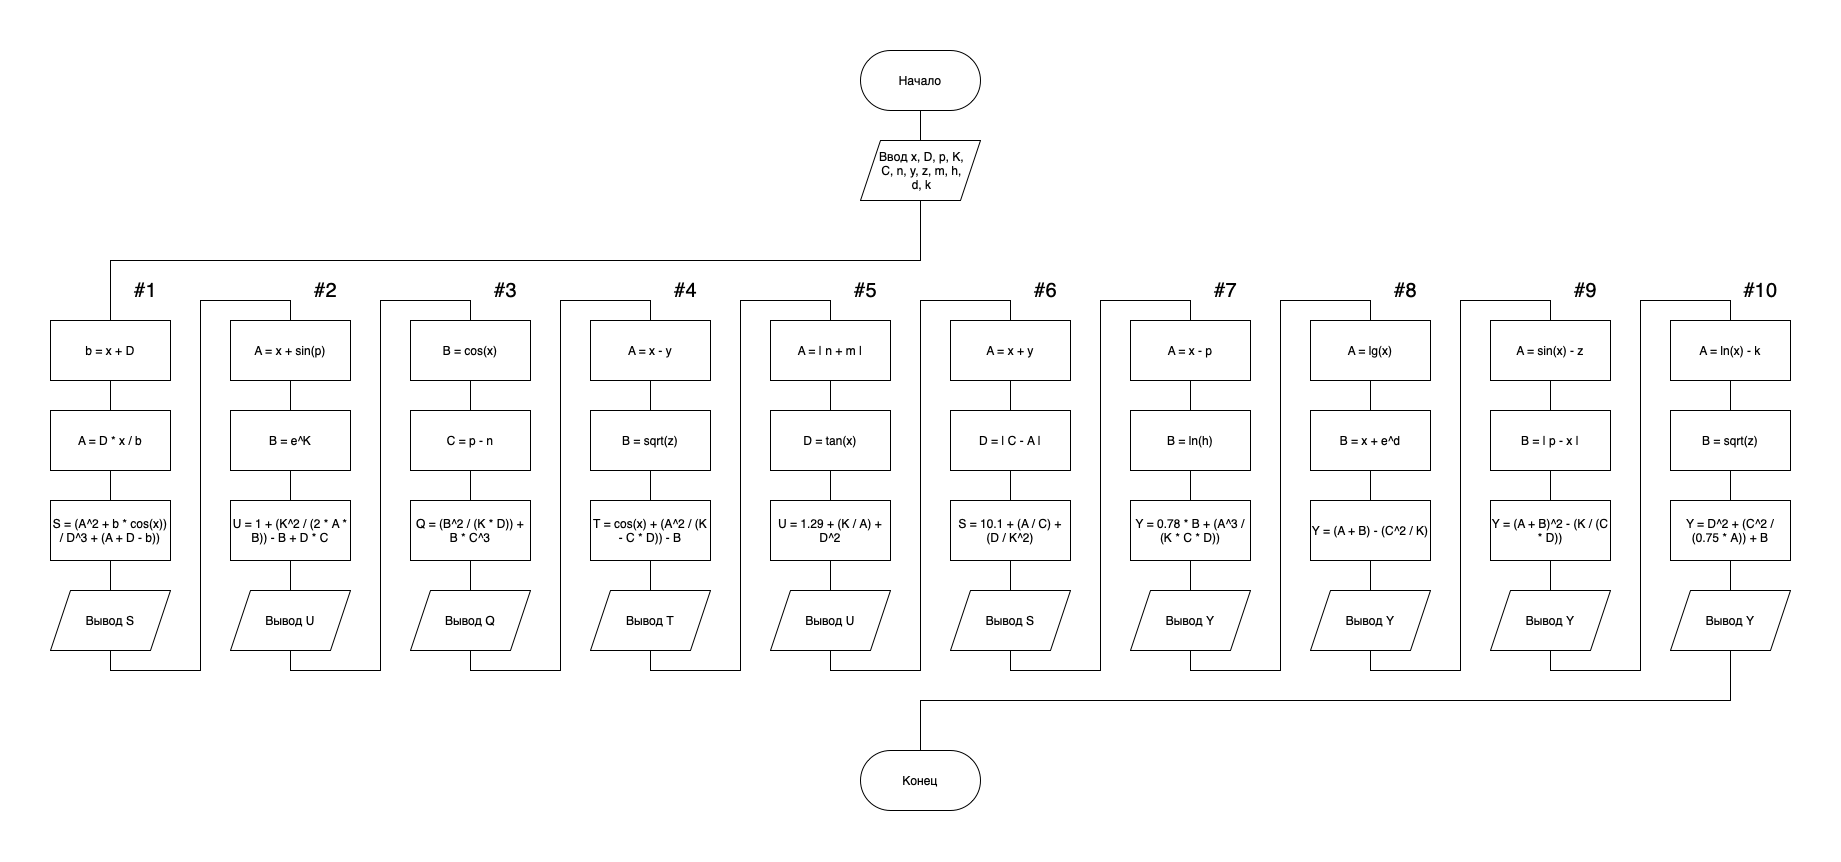 Начало
Ввод x, D, p, K,
C, n, y, z, m, h,
d, k
#1
b = x + D
A = D * x / b
S = (A^2 + b * cos(x))
/ D^3 + (A + D - b))
Вывод S
#2
A = x + sin(p)
B = e^K
U = 1 + (K^2 / (2 * A *
B)) - B + D * C
Вывод U
#3
B = cos(x)
C = p - n
Q = (B^2 / (K * D)) +
B * C^3
Вывод Q
#4
A = x - y
B = sqrt(z)
T = cos(x) + (A^2 / (K
- C * D)) - B
Вывод T
#5
A = | n + m |
D = tan(x)
U = 1.29 + (K / A) +
D^2
Вывод U
#6
A = x + y
D = | C - A |
S = 10.1 + (A / C) +
(D / K^2)
Вывод S
#7
A = x - p
B = ln(h)
Y = 0.78 * B + (A^3 /
(K * C * D))
Вывод Y
#8
A = lg(x)
B = x + e^d
Y = (A + B) - (C^2 / K)
Вывод Y
#9
A = sin(x) - z
B = | p - x |
Y = (A + B)^2 - (K / (C
* D))
Вывод Y
#10
A = ln(x) - k
B = sqrt(z)
Y = D^2 + (C^2 /
(0.75 * A)) + B
Вывод Y
Конец